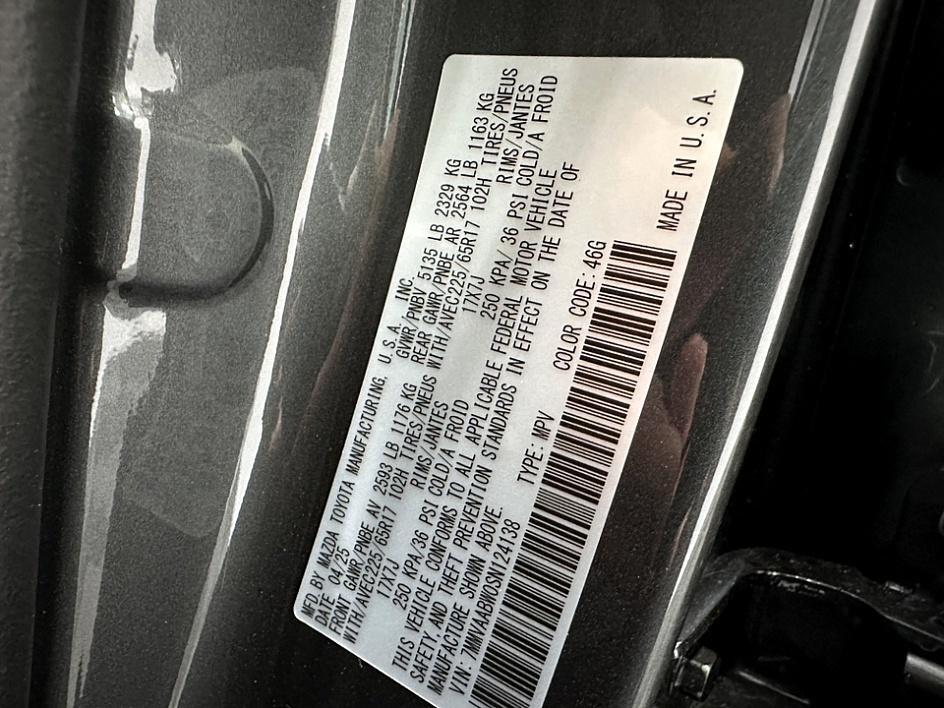 MFD. BY MAZDA TOYOTA MANUFACTURING, U.S.A. INC
DATE 04/25 GVWR/PNBV 5135 LB 2329 KG
FRONT GAWR/PNBE AV 2593 LB 1176 KG REAR GAWR/PNBE AR 2564 LB 1163 KG
WITH/AVEC225/65R17 102H TIRES/PNEUS WITH/AVEC225/65R17 102H TIRES/PNEUS
17X7J RIMS/JANTES 17X7J RIMS/JANTES
250 KPA/36 PSI COLD/A FROID 250 KPA/ 36 PSI COLD/A FROID
THIS VEHICLE CONFORMS TO ALL APPLICABLE FEDERAL MOTOR VEHICLE
SAFETY, AND THEFT PREVENTION STANDARDS IN EFFECT ON THE DATE OF
MANUFACTURE SHOWN ABOVE.
VIN: 7MMVAABW0SN124138 TYPE: MPV COLOR CODE: 46G
MADE IN U.S.A.